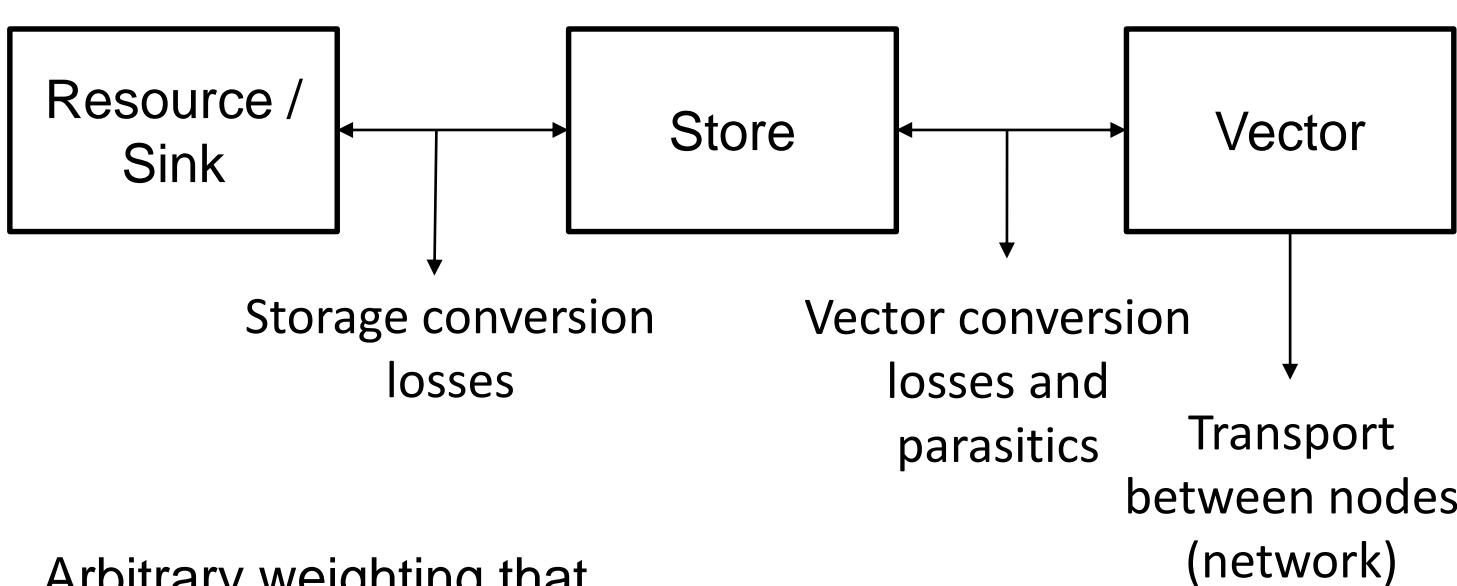 Resource /
Sink
Store
Vector
Storage conversion
losses
Vector conversion
losses and
parasitics
Transport
between nodes
(network)
Arbitrary weighting that